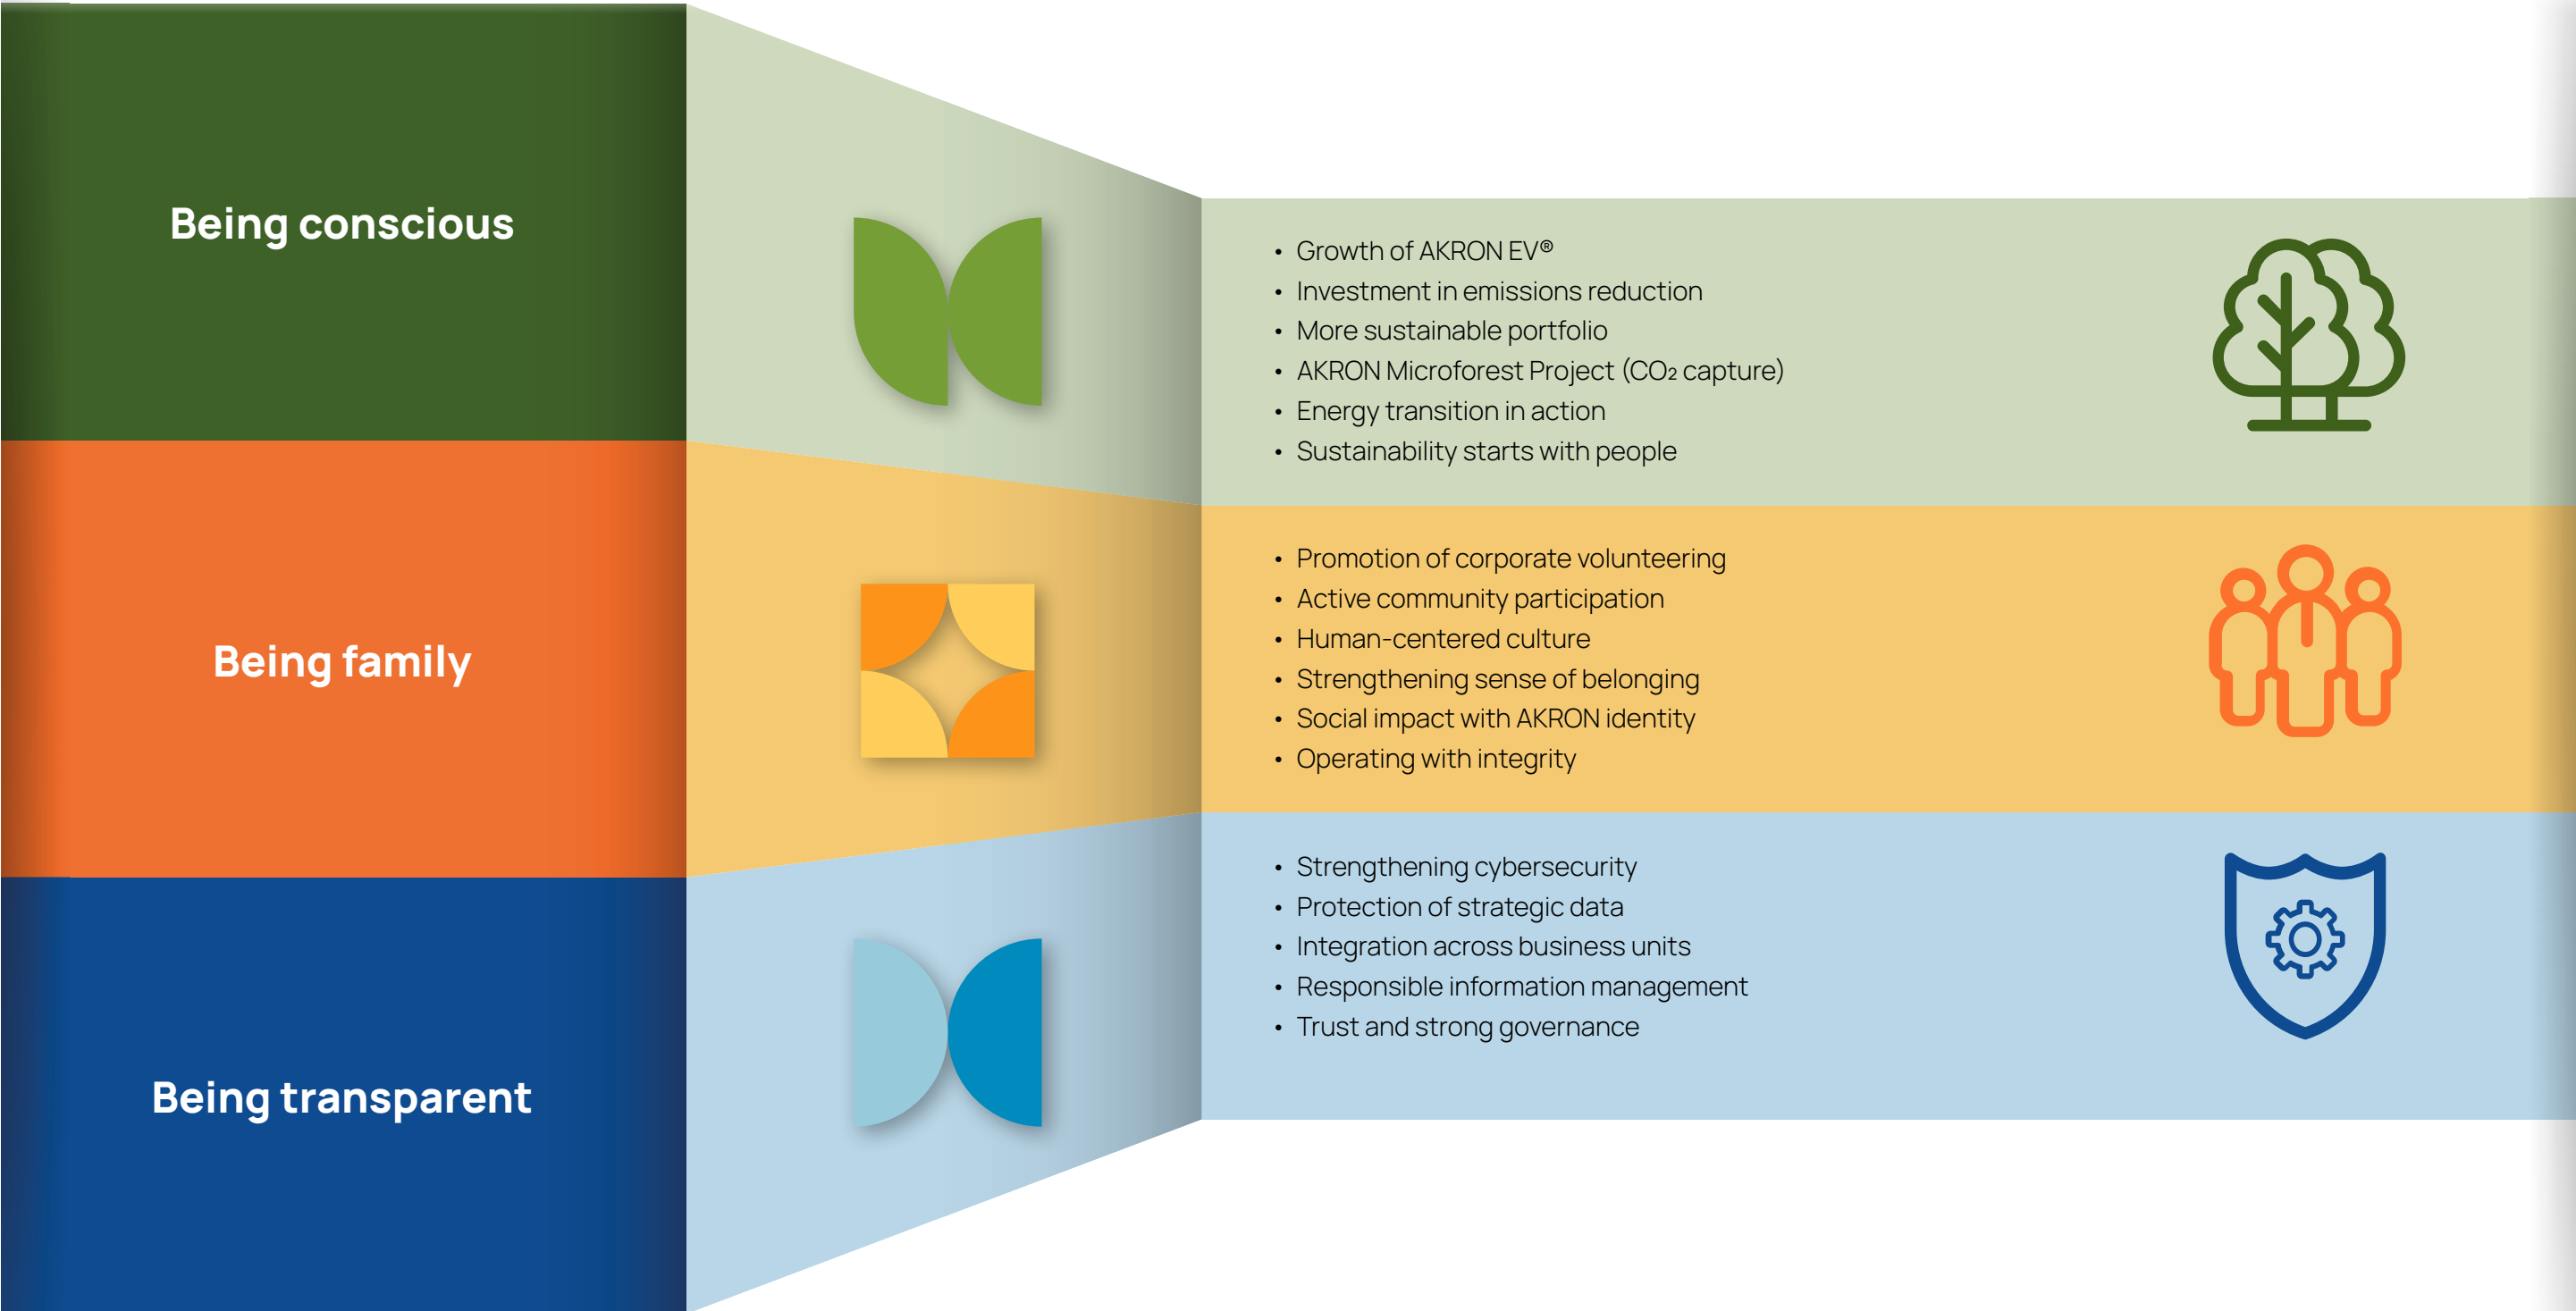 Being conscious
• Growth of AKRON EV®
• Investment in emissions reduction
• More sustainable portfolio
• AKRON Microforest Project (CO₂ capture)
• Energy transition in action
• Sustainability starts with people
Being family
• Promotion of corporate volunteering
• Active community participation
• Human-centered culture
• Strengthening sense of belonging
• Social impact with AKRON identity
• Operating with integrity
Being transparent
• Strengthening cybersecurity
• Protection of strategic data
• Integration across business units
• Responsible information management
• Trust and strong governance